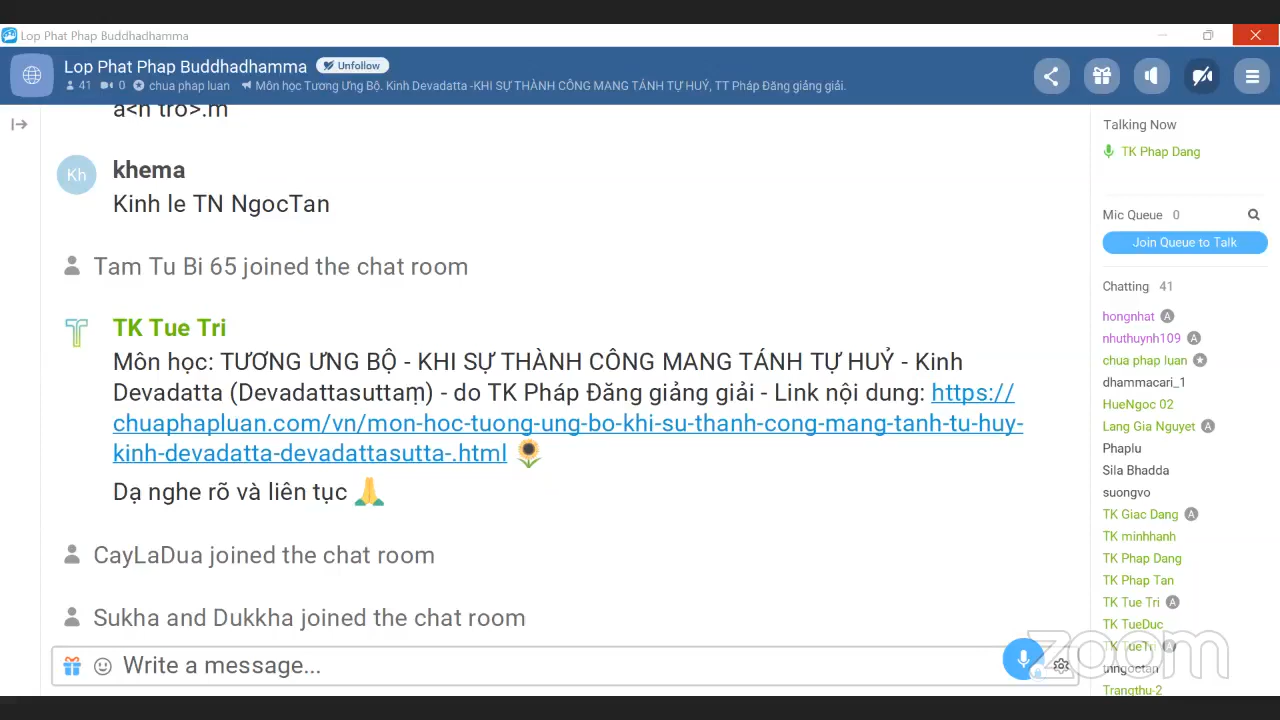 Lop Phat Phap Buddhadhamma
Lop Phat Phap Buddhadhamma Unfollow
41 0 chua phap luan Môn học Tương Ưng Bộ. Kinh Devadatta -KHI SỰ THÀNH CÔNG MANG TÁNH TỰ HUỶ, TT Pháp Đăng giảng giải.
a<n tro>.m
Kh khema
Kinh le TN NgocTan
Tam Tu Bi 65 joined the chat room
TK Tue Tri
Môn học: TƯƠNG ƯNG BỘ - KHI SỰ THÀNH CÔNG MANG TÁNH TỰ HUỶ - Kinh
Devadatta (Devadattasuttaṃ) - do TK Pháp Đăng giảng giải - Link nội dung: https://
chuaphapluan.com/vn/mon-hoc-tuong-ung-bo-khi-su-thanh-cong-mang-tanh-tu-huy-
kinh-devadatta-devadattasutta-.html 🌻
Dạ nghe rõ và liên tục 🙏
CayLaDua joined the chat room
Sukha and Dukkha joined the chat room
Write a message...
Talking Now
TK Phap Dang
Mic Queue 0
Join Queue to Talk
Chatting 41
hongnhat A
nhuthuynh109 A
chua phap luan
dhammacari_1
HueNgoc 02
Lang Gia Nguyet A
Phaplu
Sila Bhadda
suongvo
TK Giac Dang A
TK minhhanh
TK Phap Dang
TK Phap Tan
TK Tue Tri A
TK TueDuc
TK TueTri A
tnngoctan
Trangthu-2
zoom